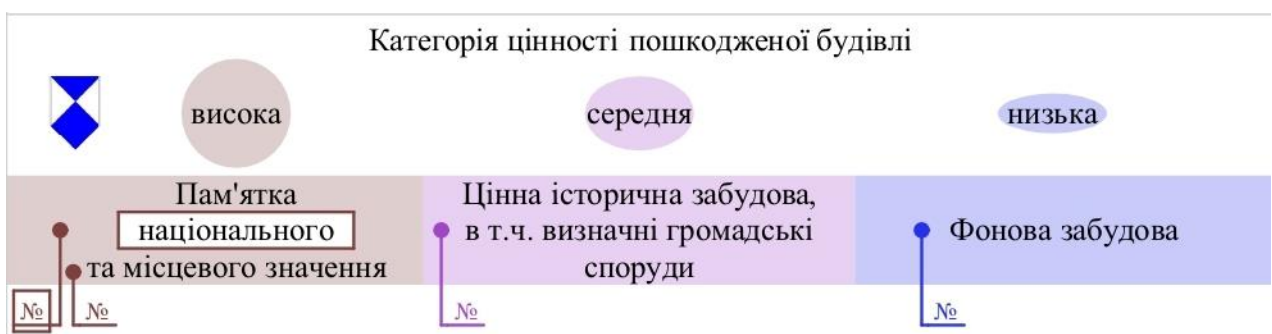 Категорія цінності пошкодженої будівлі
висока
середня
низька
Пам'ятка
національного
та місцевого значення
Цінна історична забудова,
в т.ч. визначні громадські
споруди
Фонова забудова
№
№
№
№